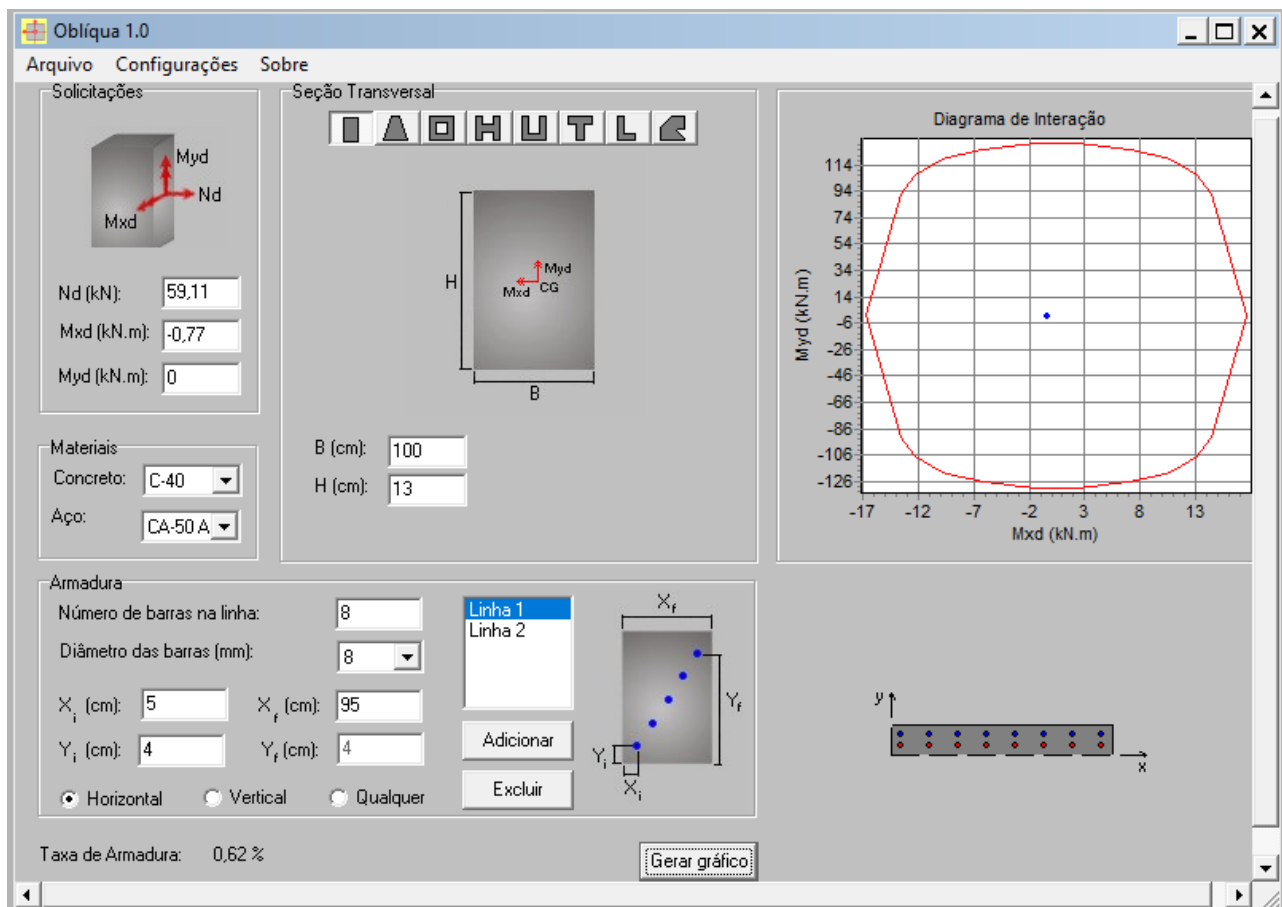 Oblíqua 1.0
Arquivo Configurações Sobre
Solicitações
Myd
Nd
Mxd
Nd (kN): 59,11
Mxd (kN.m): -0,77
Myd (kN.m): 0
Materiais
Concreto: C-40
Aço: CA-50 A
Seção Transversal
H
Myd
Mxd CG
B
B (cm): 100
H (cm): 13
Diagrama de Interação
114
94
74
54
34
14
-6
-26
-46
-66
-86
-106
-126
Myd (kN.m)
-17 -12 -7 -2 3 8 13
Mxd (kN.m)
Armadura
Número de barras na linha: 8
Diâmetro das barras (mm): 8
Xi (cm): 5 Xf (cm): 95
Yi (cm): 4 Yf (cm): 4
Horizontal Vertical Qualquer
Linha 1
Linha 2
Adicionar
Excluir
Xf
Yf
Yi
Xi
y
x
Taxa de Armadura: 0,62 %
Gerar gráfico